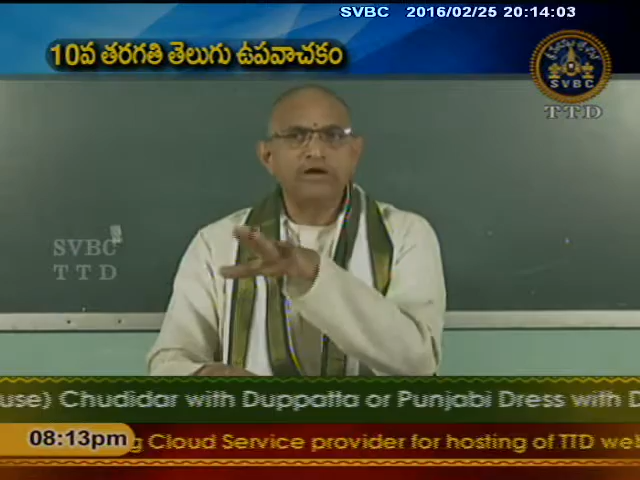 SVBC 2016/02/25 20:14:03
10వ తరగతి తెలుగు ఉపవాచకం
SVBC
TTD
SVBC
TTD
use) Chudidar with Duppatta or Punjabi Dress with D
08:13pm
g Cloud Service provider for hosting of TTD web